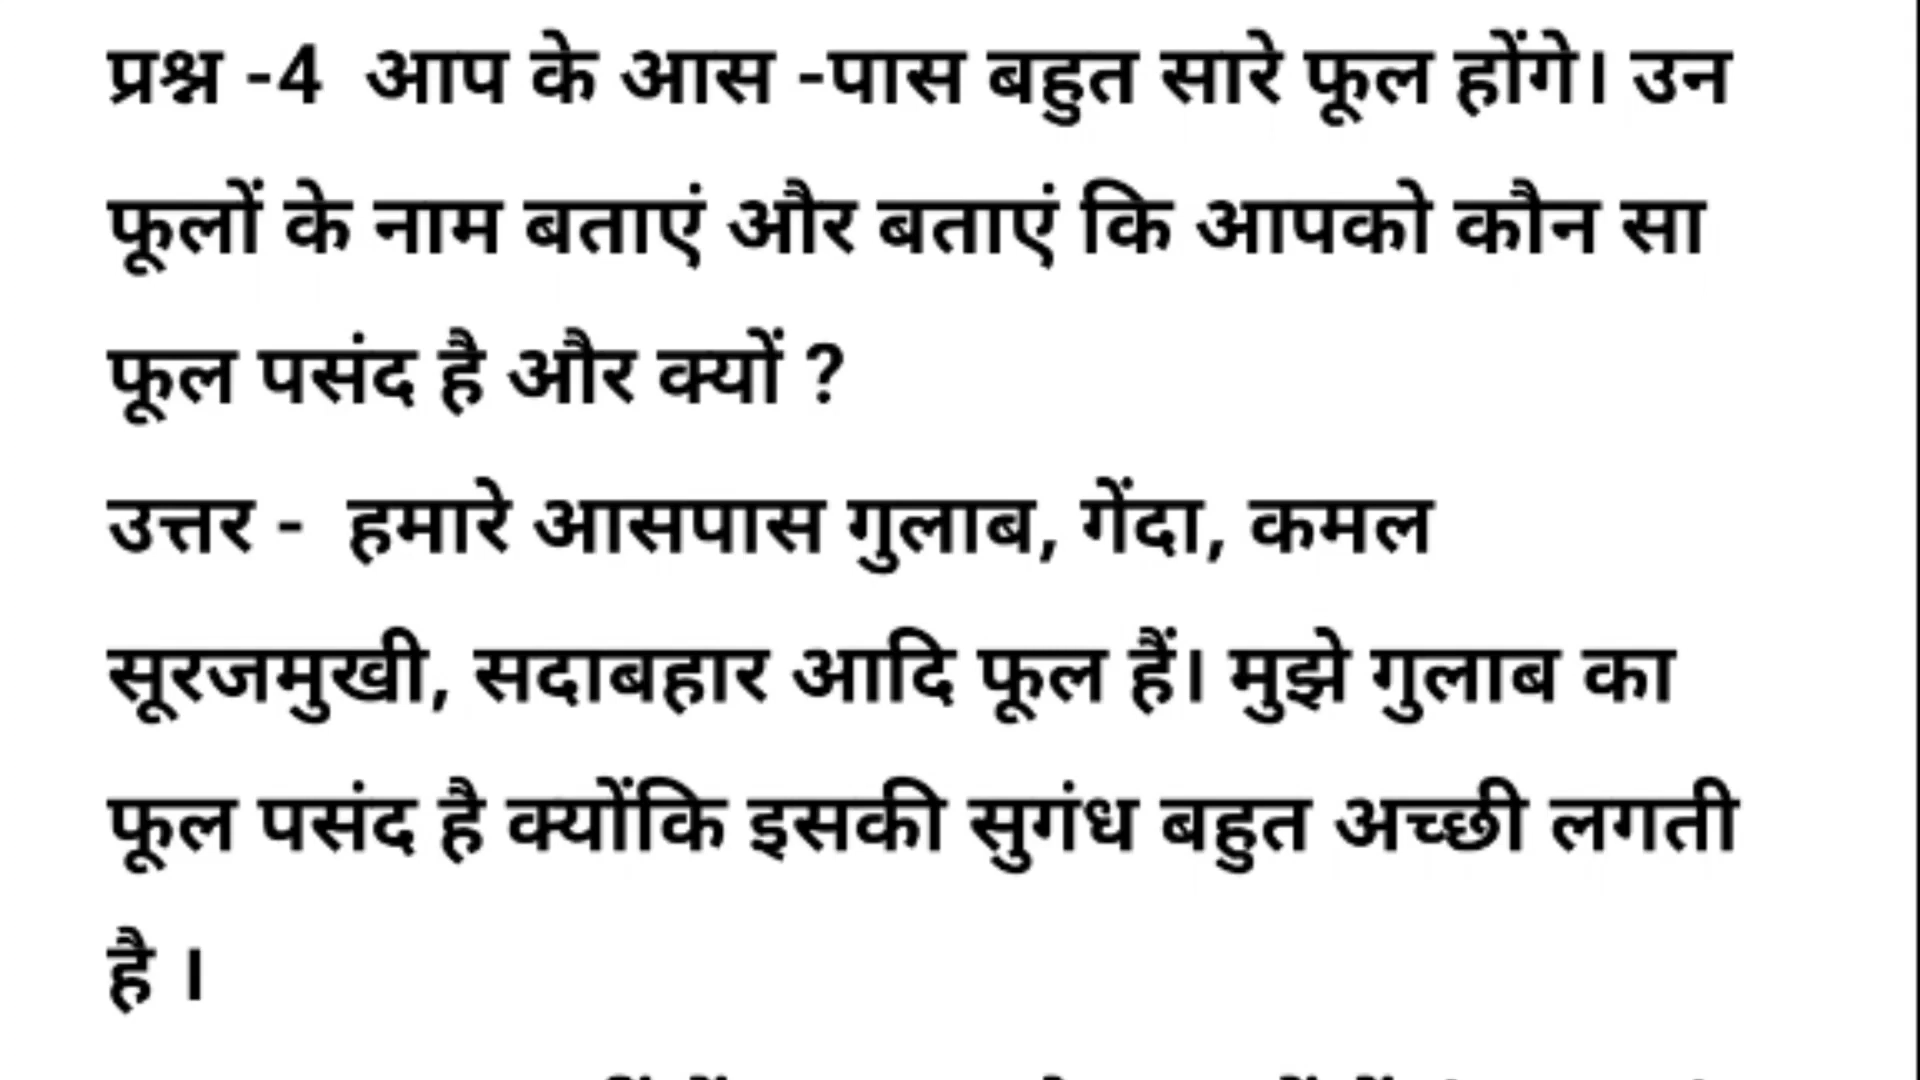 प्रश्न -4 आप के आस -पास बहुत सारे फूल होंगे। उन
फूलों के नाम बताएं और बताएं कि आपको कौन सा
फूल पसंद है और क्यों ?
उत्तर - हमारे आसपास गुलाब, गेंदा, कमल
सूरजमुखी, सदाबहार आदि फूल हैं। मुझे गुलाब का
फूल पसंद है क्योंकि इसकी सुगंध बहुत अच्छी लगती
है ।